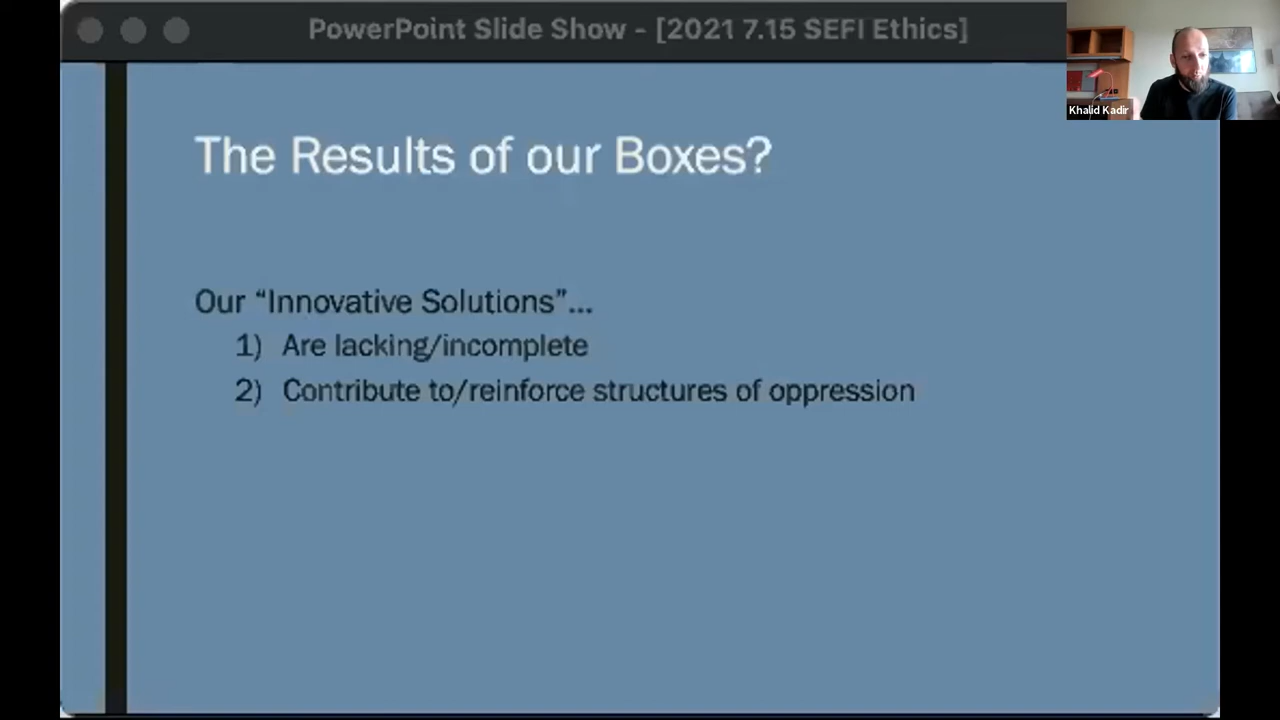 PowerPoint Slide Show - [2021 7.15 SEFI Ethics]
Khalid Kadir
The Results of our Boxes?
Our “Innovative Solutions”...
1) Are lacking/incomplete
2) Contribute to/reinforce structures of oppression